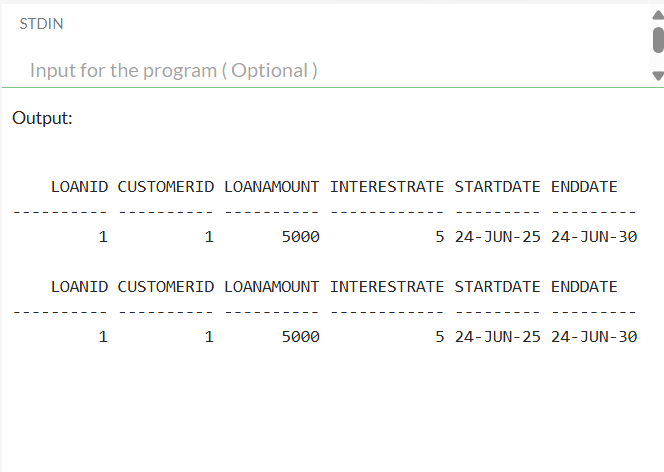 STDIN
Input for the program ( Optional )
Output:
LOANID CUSTOMERID LOANAMOUNT INTERESTRATE STARTDATE ENDDATE
---------- ---------- ---------- ------------ --------- ---------
1 1 5000 5 24-JUN-25 24-JUN-30
LOANID CUSTOMERID LOANAMOUNT INTERESTRATE STARTDATE ENDDATE
---------- ---------- ---------- ------------ --------- ---------
1 1 5000 5 24-JUN-25 24-JUN-30